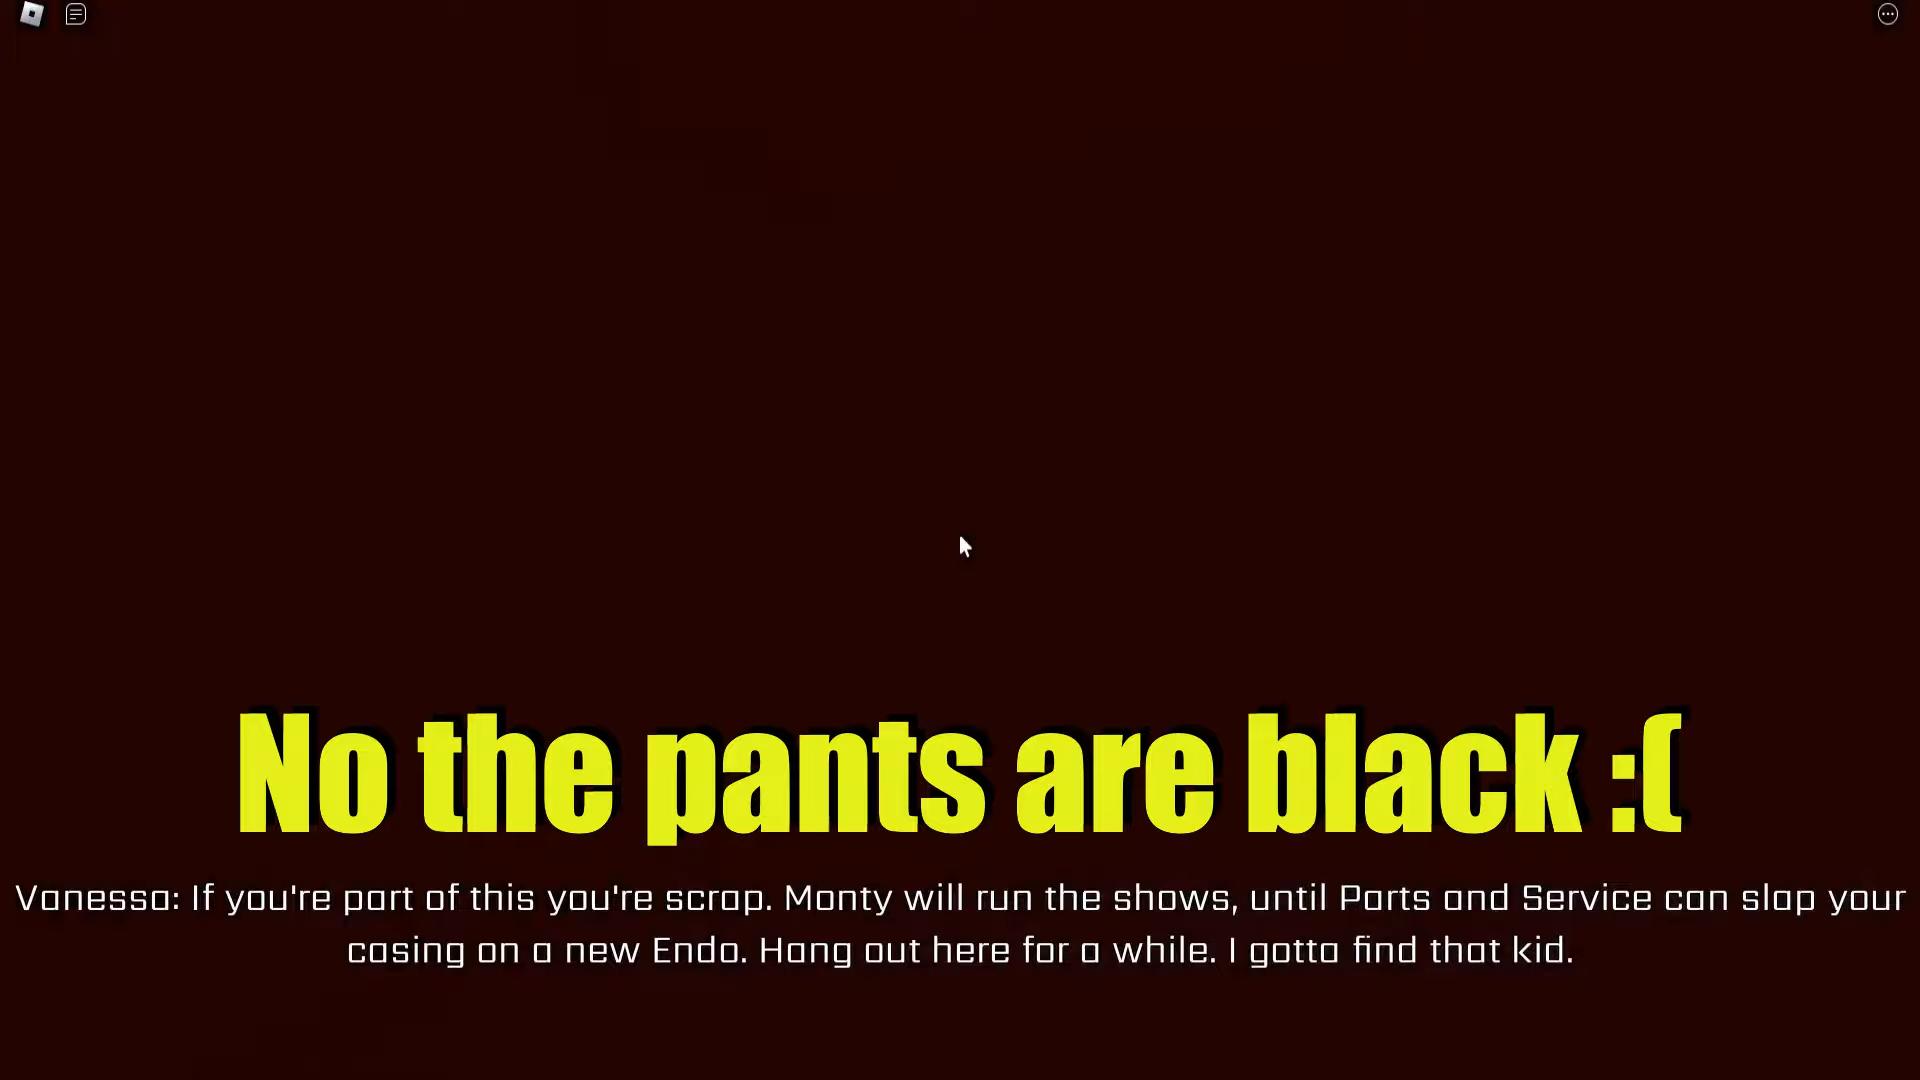 No the pants are black :(
Vanessa: If you're part of this you're scrap. Monty will run the shows, until Parts and Service can slap your
casing on a new Endo. Hang out here for a while. I gotta find that kid.